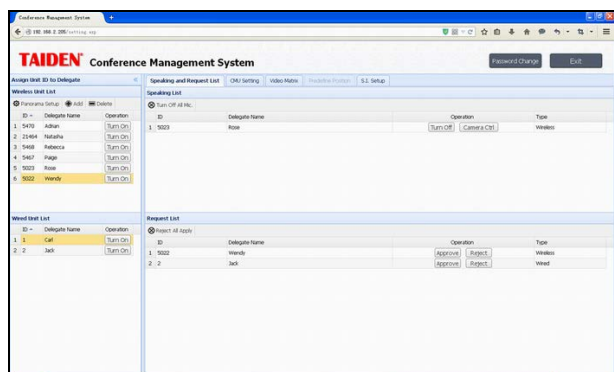 Conference Management System
192.168.2.235/setting.asp
TAIDEN Conference Management System
Password Change
Exit
Assign Unit ID to Delegate
Speaking and Request List
CMU Setting
Video Matrix
Predefine Position
S.I. Setup
Wireless Unit List
Speaking List
Panorama Setup Add Delete
Turn Off All Mic.
ID Delegate Name Operation
ID Delegate Name Operation Type
1 5470 Adrian Turn On
1 5023 Rose Turn Off Camera Ctrl Wireless
2 21464 Natasha Turn On
3 5468 Rebecca Turn On
4 5467 Paige Turn On
5 5023 Rose Turn On
6 5022 Wendy Turn On
Wired Unit List
Request List
ID Delegate Name Operation
Reject All Apply
1 1 Carl Turn On
ID Delegate Name Operation Type
2 2 Jack Turn On
1 5022 Wendy Approve Reject Wireless
2 2 Jack Approve Reject Wired